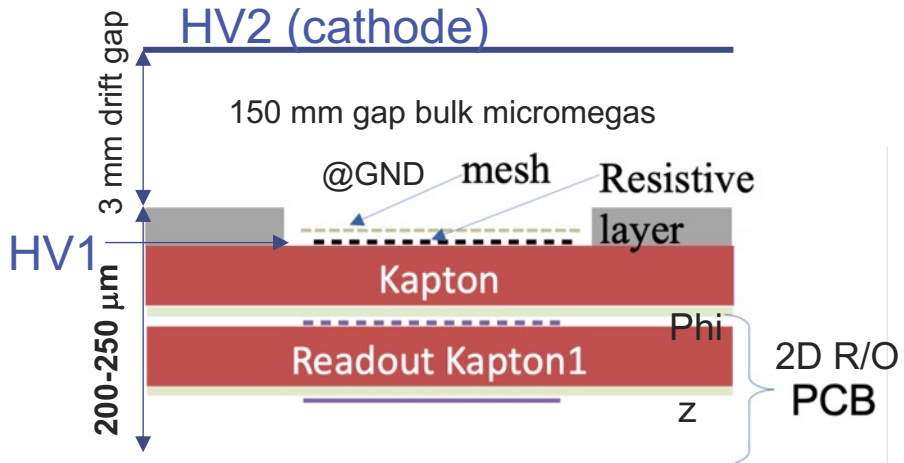 HV2 (cathode)
3 mm drift gap
150 mm gap bulk micromegas
@GND
mesh
Resistive
layer
HV1
Kapton
200-250 μm
Phi
Readout Kapton1
2D R/O
PCB
z